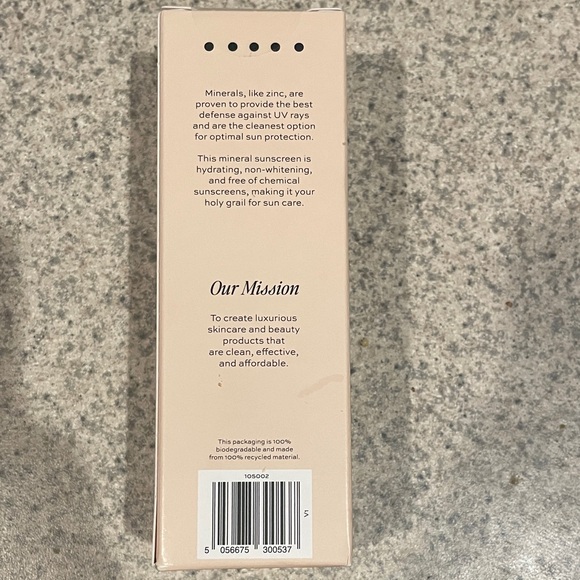 Minerals, like zinc, are
proven to provide the best
defense against UV rays
and are the cleanest option
for optimal sun protection.
This mineral sunscreen is
hydrating, non-whitening,
and free of chemical
sunscreens, making it your
holy grail for sun care.
Our Mission
To create luxurious
skincare and beauty
products that
are clean, effective,
and affordable.
This packaging is 100%
biodegradable and made
from 100% recycled material.
105002
5 056675 300537